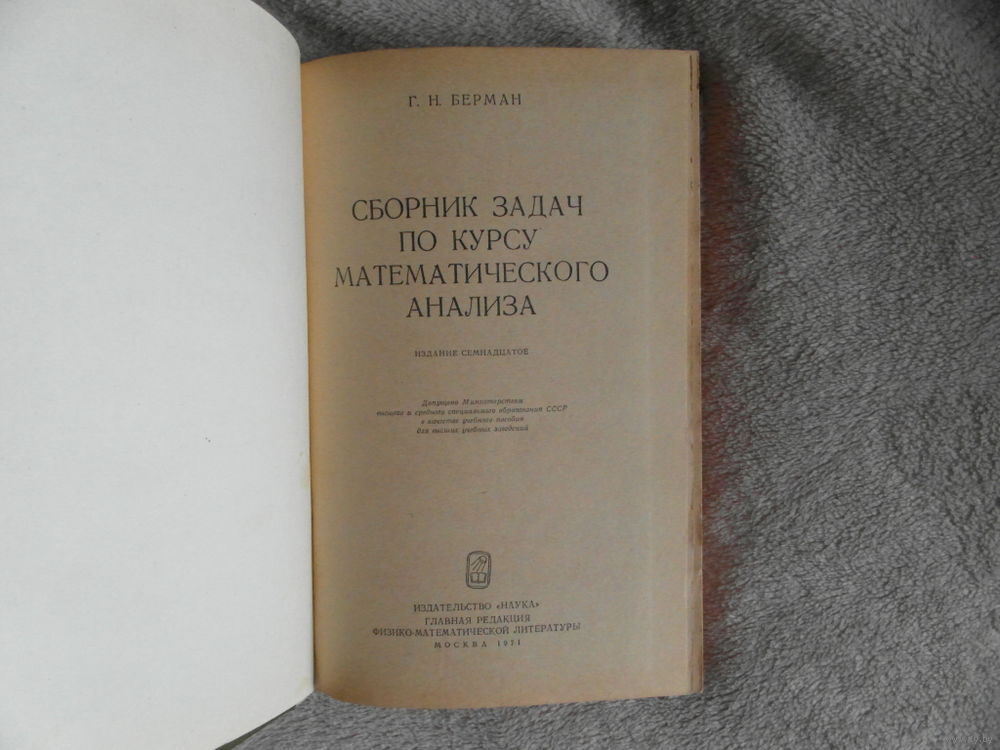 Г. Н. БЕРМАН
СБОРНИК ЗАДАЧ
ПО КУРСУ
МАТЕМАТИЧЕСКОГО
АНАЛИЗА
ИЗДАНИЕ СЕМНАДЦАТОЕ
Допущено Министерством
высшего и среднего специального образования СССР
в качестве учебного пособия
для высших учебных заведений
ИЗДАТЕЛЬСТВО «НАУКА»
ГЛАВНАЯ РЕДАКЦИЯ
ФИЗИКО-МАТЕМАТИЧЕСКОЙ ЛИТЕРАТУРЫ
МОСКВА 1971